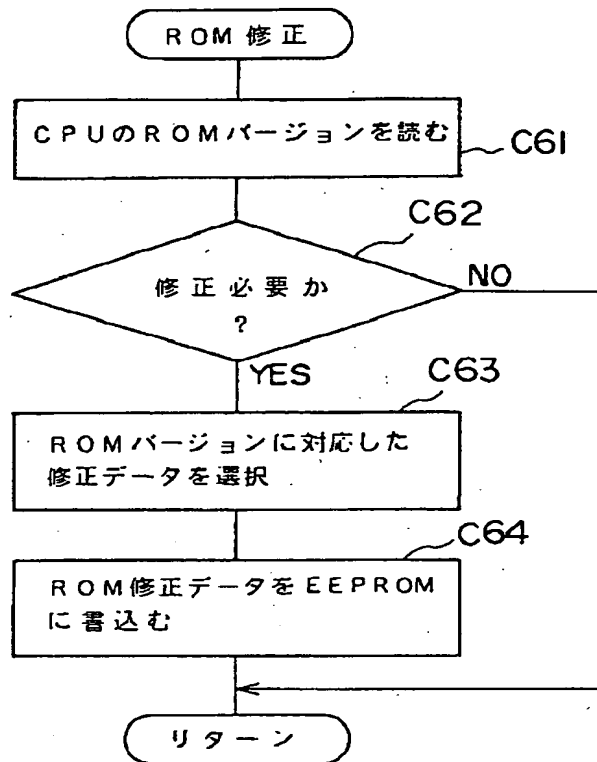 ROM修正
CPUのROMバージョンを読む
C61
C62
修正必要か
?
NO
YES
C63
ROMバージョンに対応した
修正データを選択
C64
ROM修正データをEEPROM
に書込む
リターン